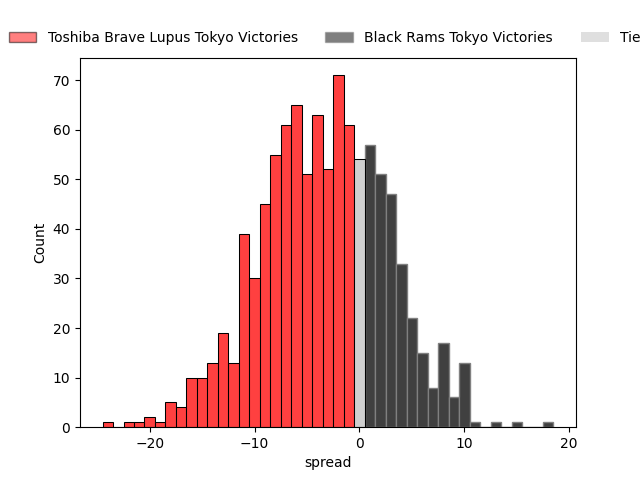 Toshiba Brave Lupus Tokyo Victories Black Rams Tokyo Victories Tie
70
60
50
40
30
20
10
0
Count
−20 −10 0 10 20
spread